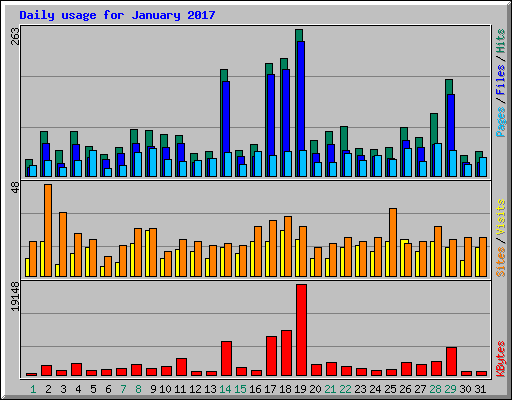 Daily usage for January 2017
263
Pages / Files / Hits
48
Sites / Visits
19148
KBytes
1 2 3 4 5 6 7 8 9 10 11 12 13 14 15 16 17 18 19 20 21 22 23 24 25 26 27 28 29 30 31